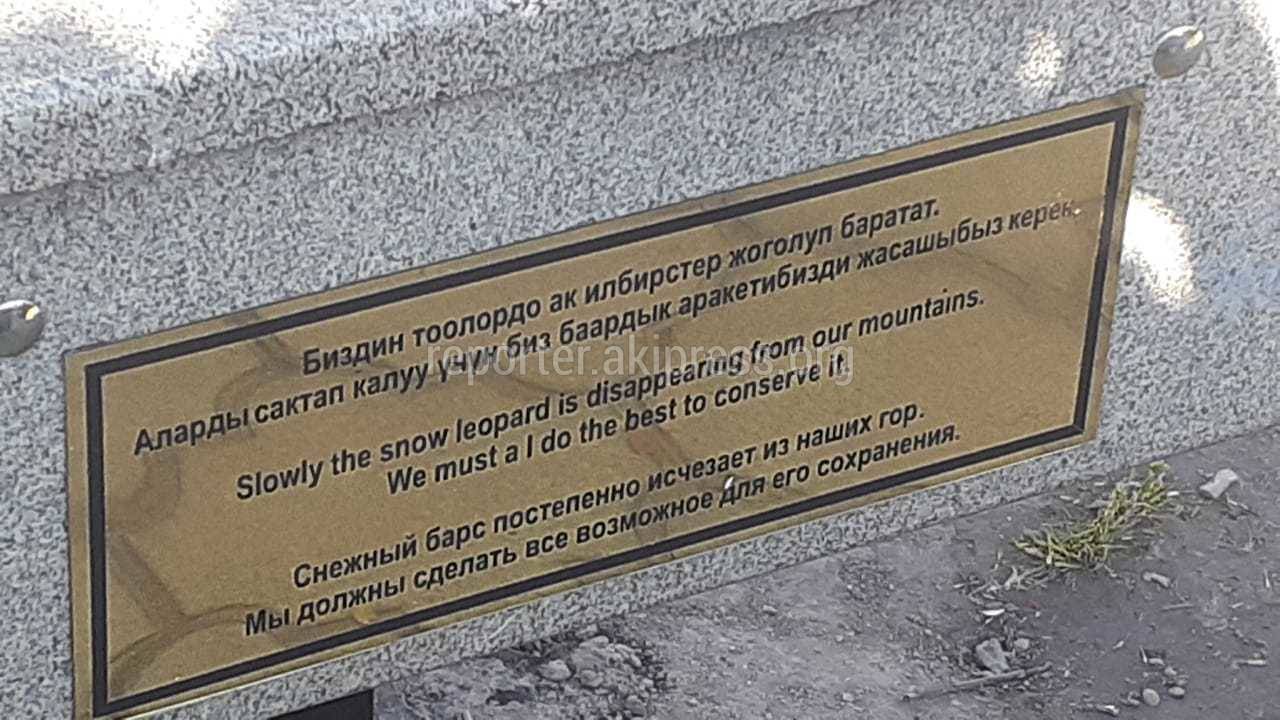 Биздин тоолордо ак илбирстер жоголуп баратат.
Аларды сактап калуу үчүн биз баардык аракетибизди жасашыбыз керек.
Slowly the snow leopard is disappearing from our mountains.
We must a l do the best to conserve it.
Снежный барс постепенно исчезает из наших гор.
Мы должны сделать все возможное для его сохранения.
reporter.akipress.org